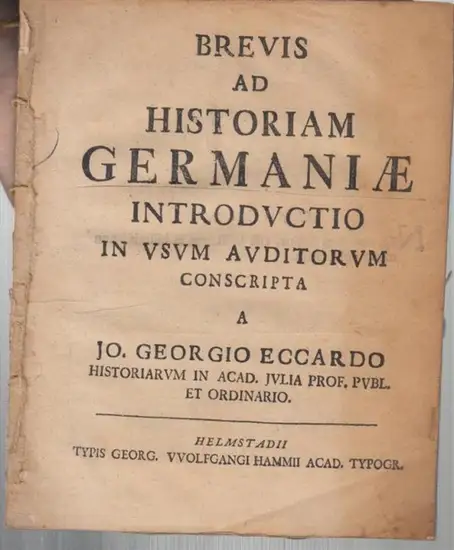 BREVIS
AD
HISTORIAM
GERMANIÆ
INTRODVCTIO
IN VSVM AVDITORVM
CONSCRIPTA
A
JO. GEORGIO ECCARDO
HISTORIARVM IN ACAD. JVLIA PROF. PVBL.
ET ORDINARIO.
HELMSTADII
TYPIS GEORG. VVOLFGANGI HAMMII ACAD. TYPOGR.